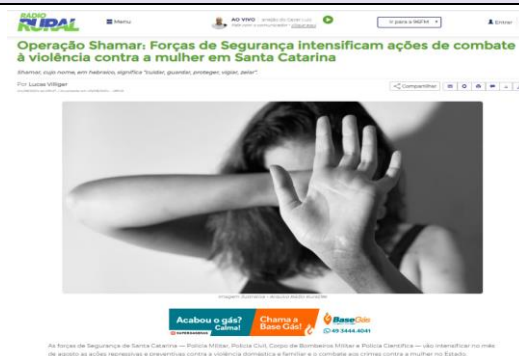 RÁDIO
RURAL
Menu
AO VIVO
Ir para a 96FM
Entrar
Operação Shamar: Forças de Segurança intensificam ações de combate
à violência contra a mulher em Santa Catarina
Shamar, cujo nome, em hebraico, significa "cuidar, guardar, proteger, vigiar, zelar".
Por Lucas Villiger
Compartilhar
Acabou o gás?
Calma!
Chama a
Base Gás!
BaseGás
49 3444.4041
As forças de Segurança de Santa Catarina — Polícia Militar, Polícia Civil, Corpo de Bombeiros Militar e Polícia Científica — vão intensificar no mês
de agosto as ações repressivas e preventivas contra a violência doméstica e familiar e o combate aos crimes contra a mulher no Estado.